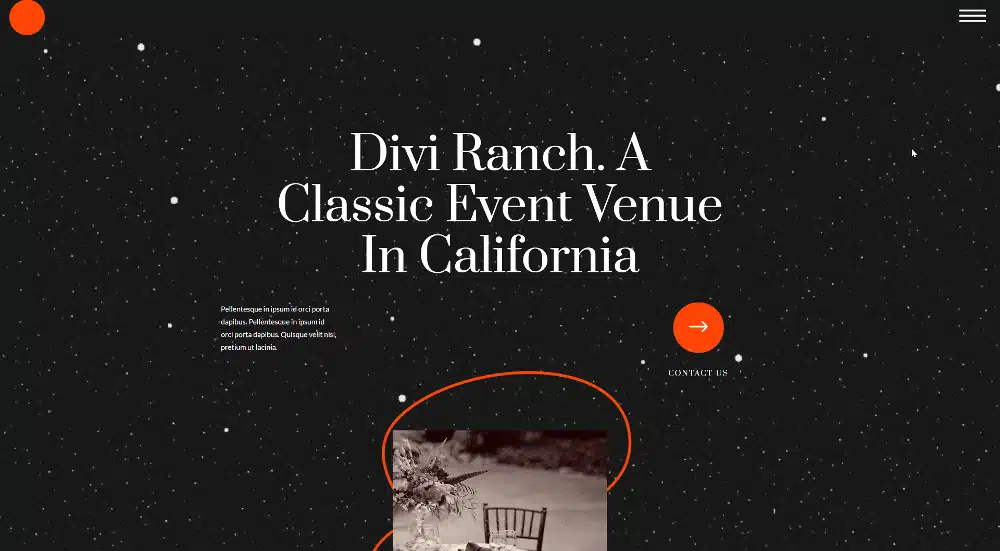 Divi Ranch. A
Classic Event Venue
In California
Pellentesque in ipsum id orci porta
dapibus. Pellentesque in ipsum id
orci porta dapibus. Quisque velit nisi,
pretium ut lacinia.
CONTACT US